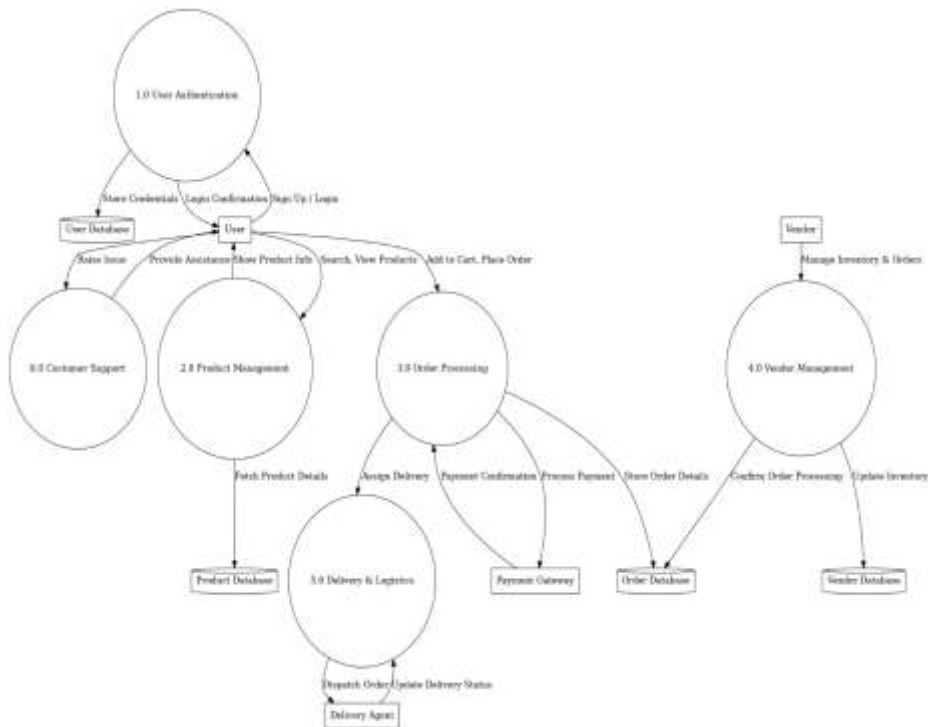 1.0 User Authentication
Store Credentials
Login Confirmation
Sign Up / Login
User Database
User
Vendor
Raise Issue
Provide Assistance
Show Product Info
Search, View Products
Add to Cart, Place Order
Manage Inventory & Orders
6.0 Customer Support
2.0 Product Management
3.0 Order Processing
4.0 Vendor Management
Fetch Product Details
Assign Delivery
Payment Confirmation
Process Payment
Store Order Details
Confirm Order Processing
Update Inventory
Product Database
5.0 Delivery & Logistics
Payment Gateway
Order Database
Vendor Database
Dispatch Order
Update Delivery Status
Delivery Agent